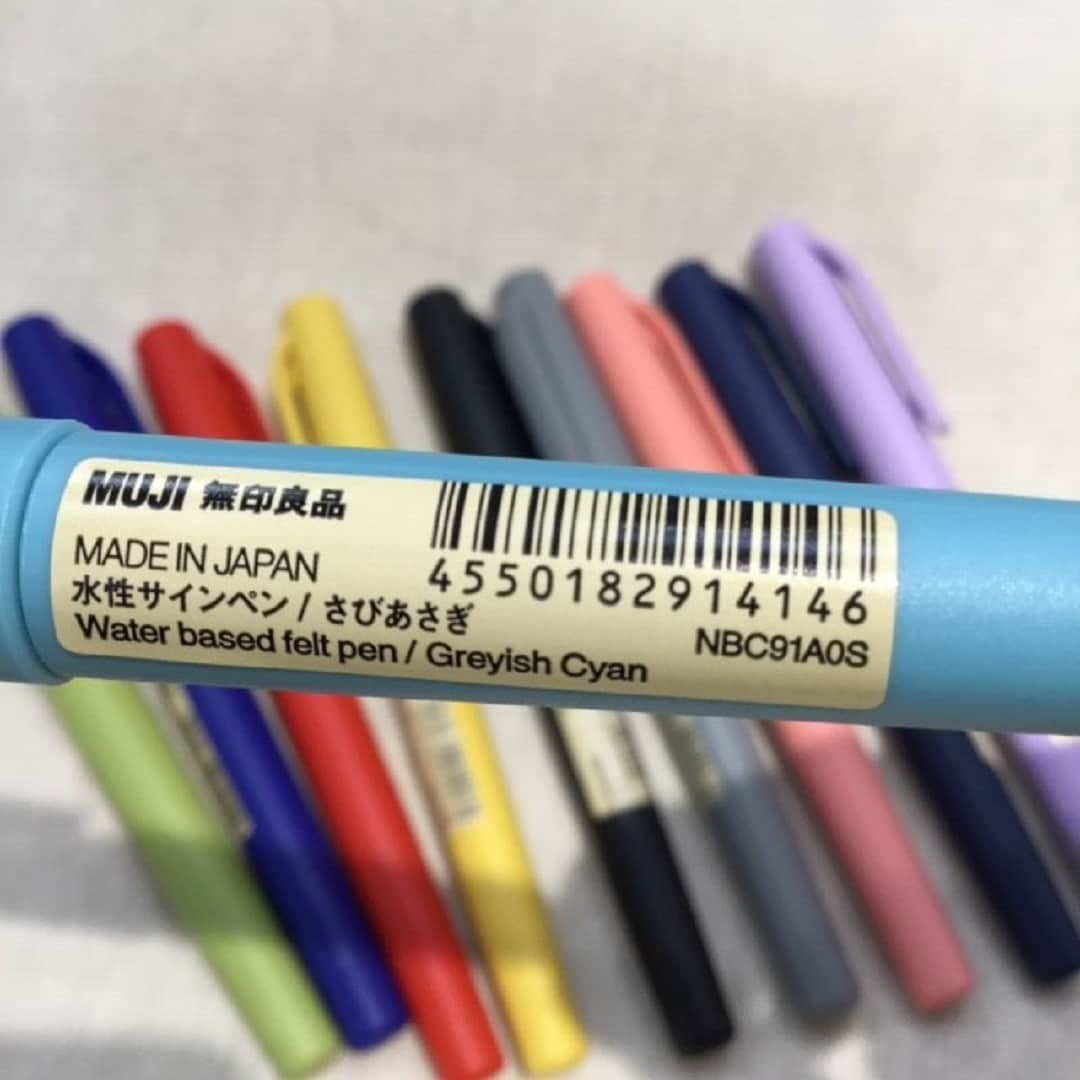 MUJI 無印良品
MADE IN JAPAN
水性サインペン / さびあさぎ
Water based felt pen / Greyish Cyan
4550182914146
NBC91A0S